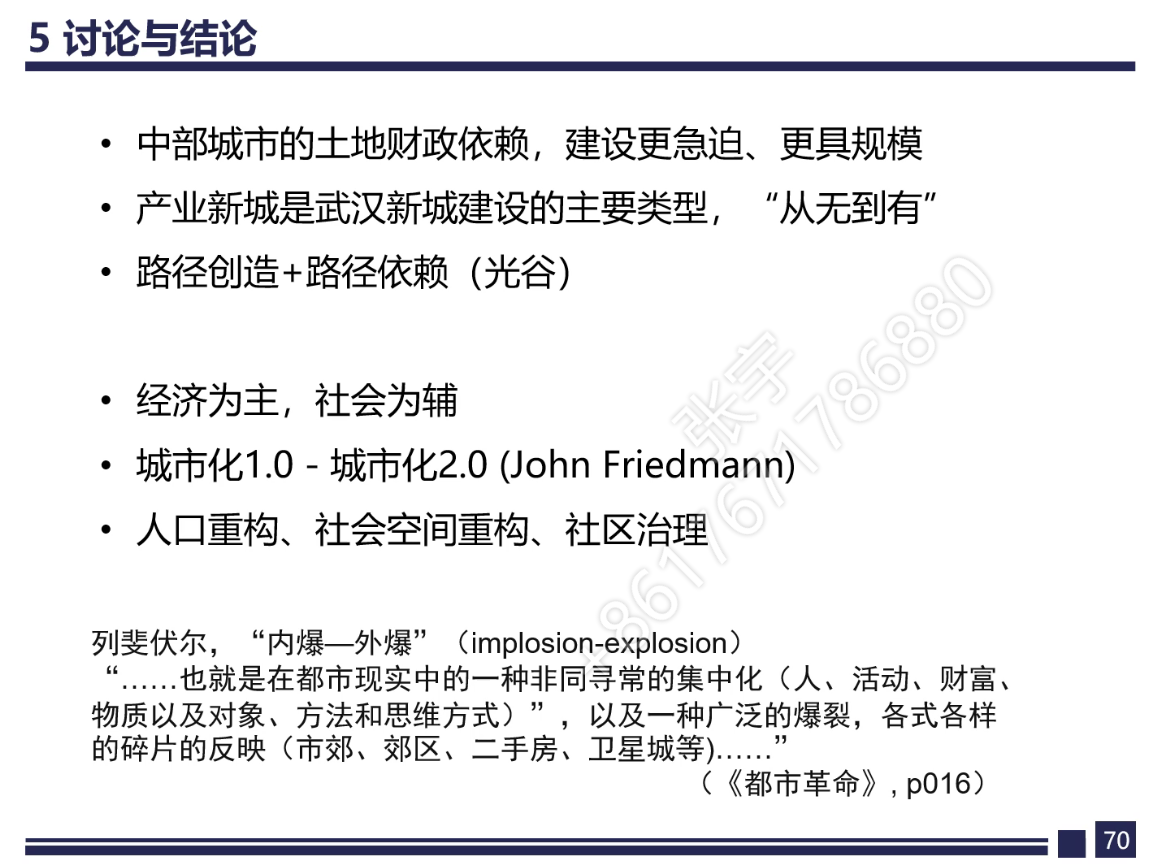 5 讨论与结论
• 中部城市的土地财政依赖，建设更急迫、更具规模
• 产业新城是武汉新城建设的主要类型，“从无到有”
• 路径创造+路径依赖（光谷）
• 经济为主，社会为辅
• 城市化1.0 - 城市化2.0 (John Friedmann)
• 人口重构、社会空间重构、社区治理
张宇
+8617671786880
列斐伏尔，“内爆—外爆”（implosion-explosion）
“……也就是在都市现实中的一种非同寻常的集中化（人、活动、财富、
物质以及对象、方法和思维方式）”，以及一种广泛的爆裂，各式各样
的碎片的反映（市郊、郊区、二手房、卫星城等)……”
（《都市革命》, p016）
70